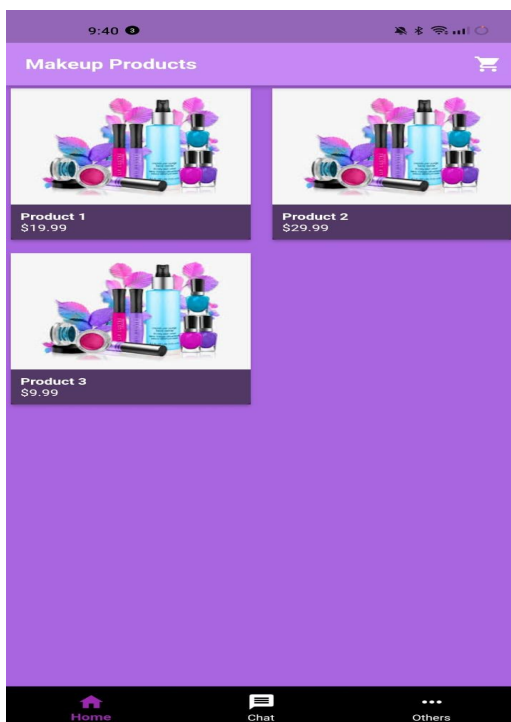 9:40 3
Makeup Products
Product 1
$19.99
Product 2
$29.99
Product 3
$9.99
Home
Chat
Others